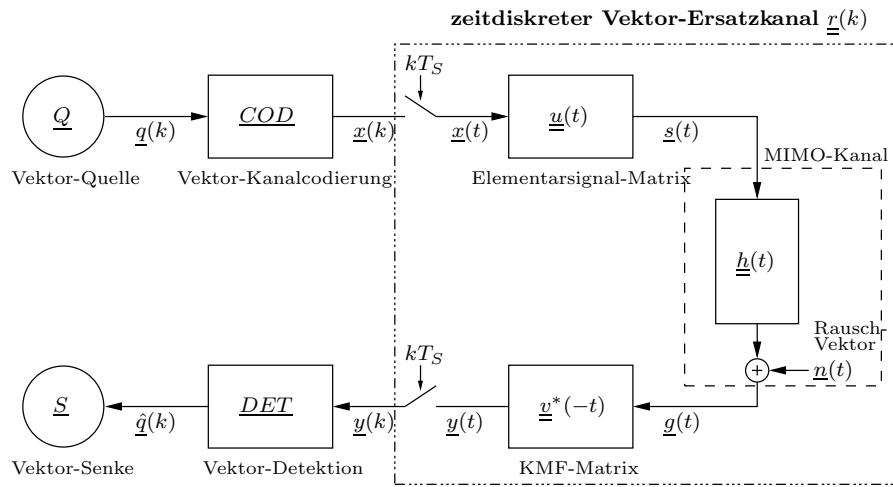 zeitdiskreter Vektor-Ersatzkanal r(k)
kT_S
Q
q(k)
COD
x(k)
x(t)
u(t)
s(t)
Vektor-Quelle
Vektor-Kanalcodierung
Elementarsignal-Matrix
MIMO-Kanal
h(t)
Rausch-
Vektor
n(t)
+
kT_S
S
q̂(k)
DET
y(k)
y(t)
v*(−t)
g(t)
Vektor-Senke
Vektor-Detektion
KMF-Matrix